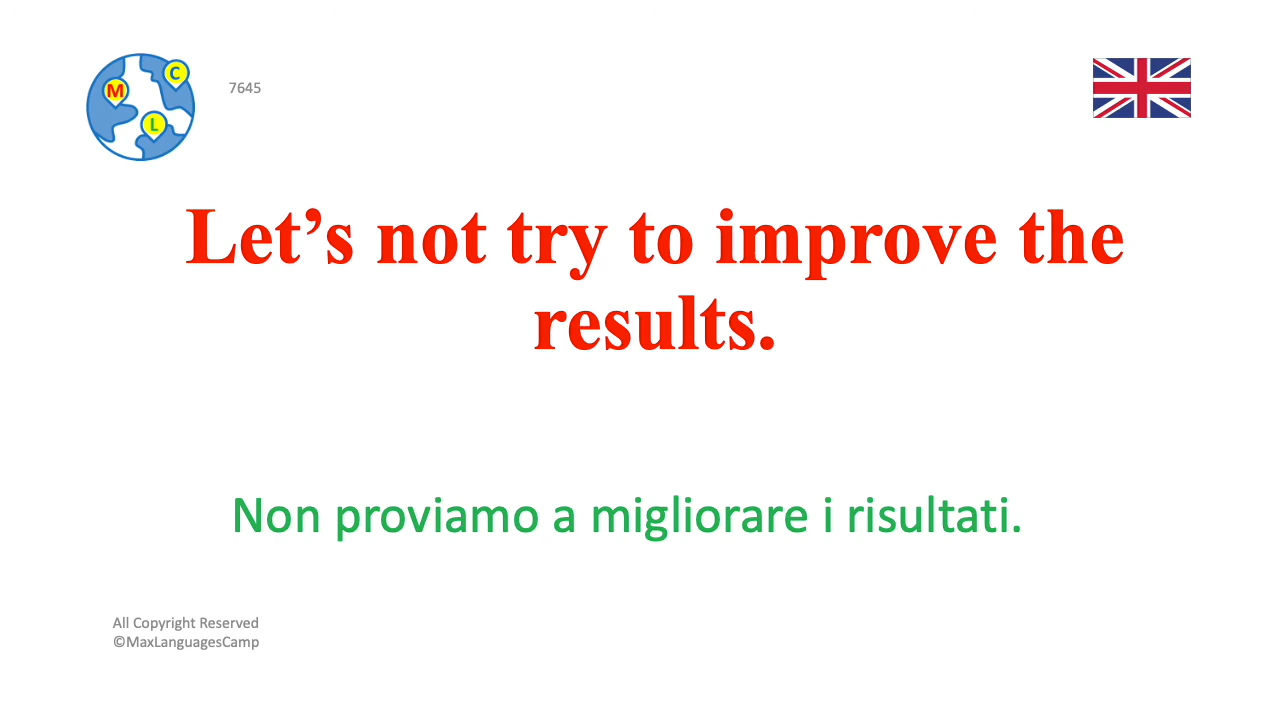 7645
M
C
L
Let’s not try to improve the
results.
Non proviamo a migliorare i risultati.
All Copyright Reserved
©MaxLanguagesCamp